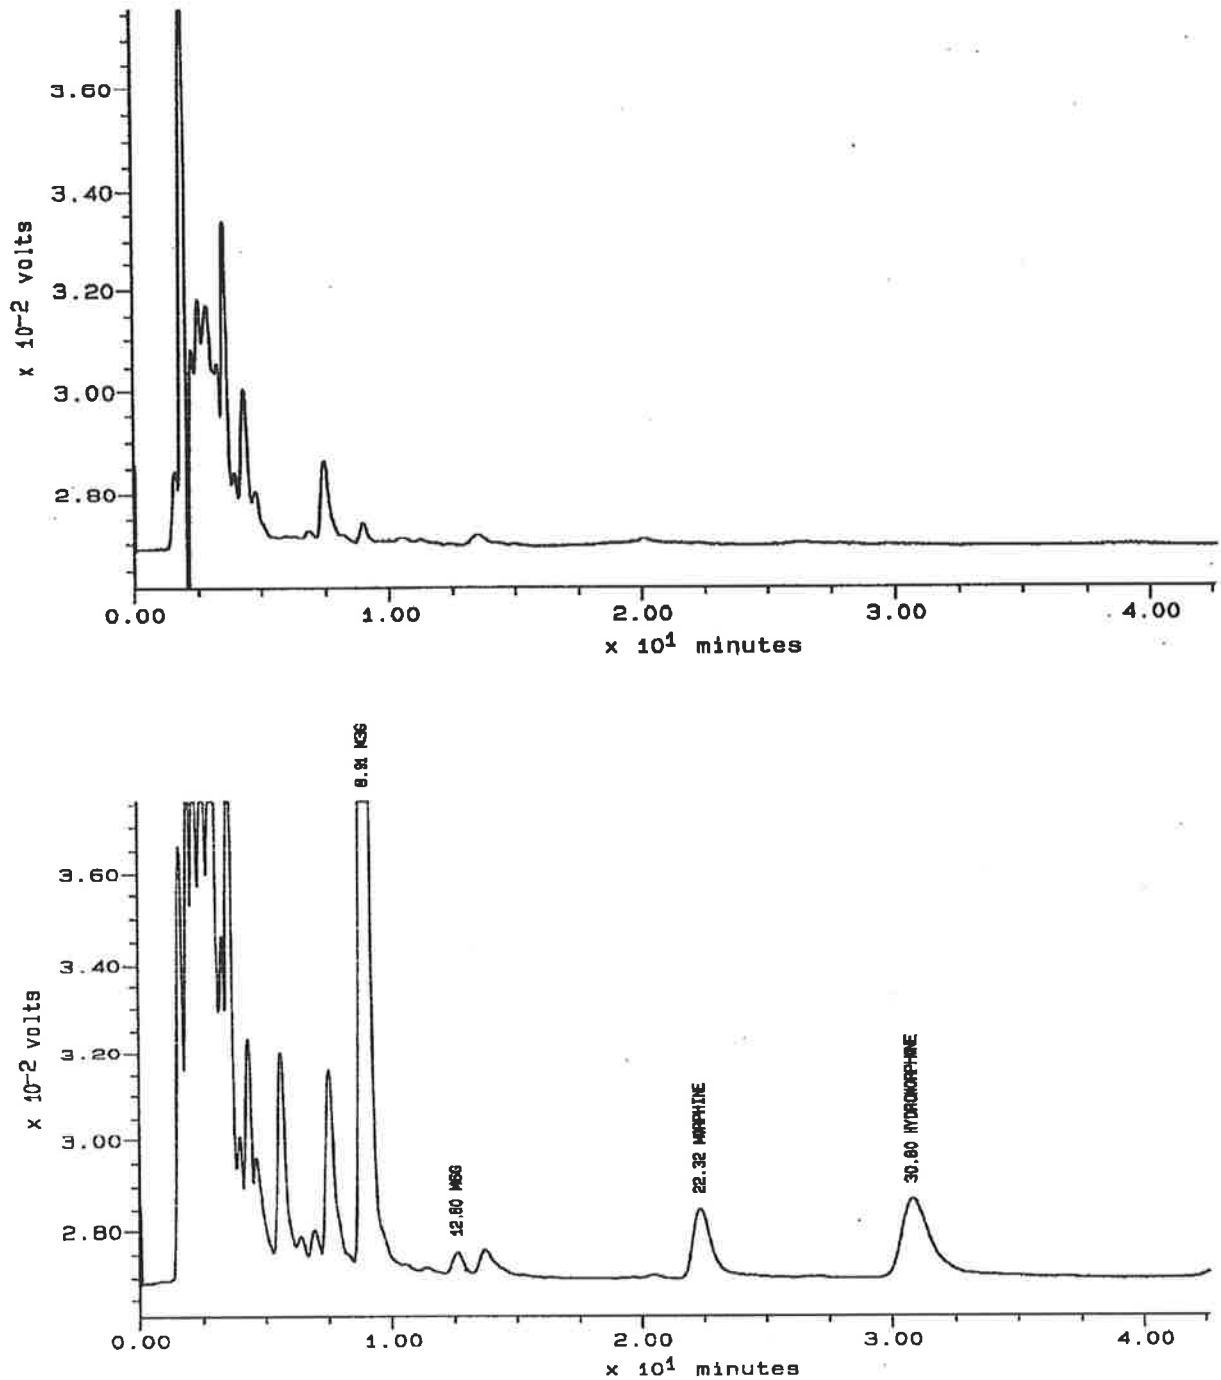 3.60
3.40
3.20
3.00
2.80
x 10-2 volts
0.00 1.00 2.00 3.00 4.00
x 10¹ minutes
8.91 M3G
3.60
3.40
3.20
3.00
2.80
x 10-2 volts
12.60 M6G
22.32 MORPHINE
30.80 HYDROMORPHINE
0.00 1.00 2.00 3.00 4.00
x 10¹ minutes